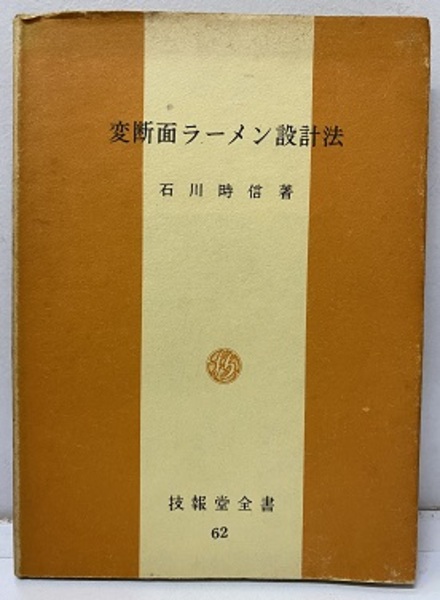 変断面ラーメン設計法
石川時信著
技報堂全書
62